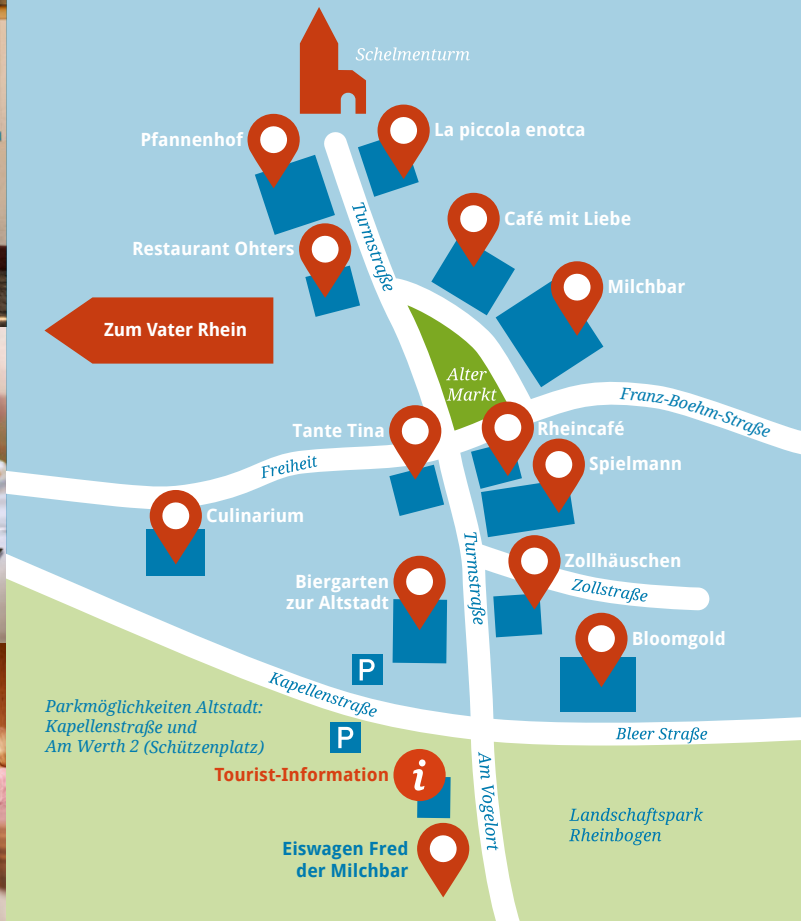 Schelmenturm
Pfannenhof
La piccola enotca
Turmstraße
Café mit Liebe
Restaurant Ohters
Milchbar
Zum Vater Rhein
Alter
Markt
Franz-Boehm-Straße
Tante Tina
Rheincafé
Freiheit
Spielmann
Culinarium
Turmstraße
Zollhäuschen
Zollstraße
Biergarten
zur Altstadt
Bloomgold
P
Kapellenstraße
Parkmöglichkeiten Altstadt:
Kapellenstraße und
Am Werth 2 (Schützenplatz)
P
Bleer Straße
Tourist-Information
i
Am Vogelort
Landschaftspark
Rheinbogen
Eiswagen Fred
der Milchbar